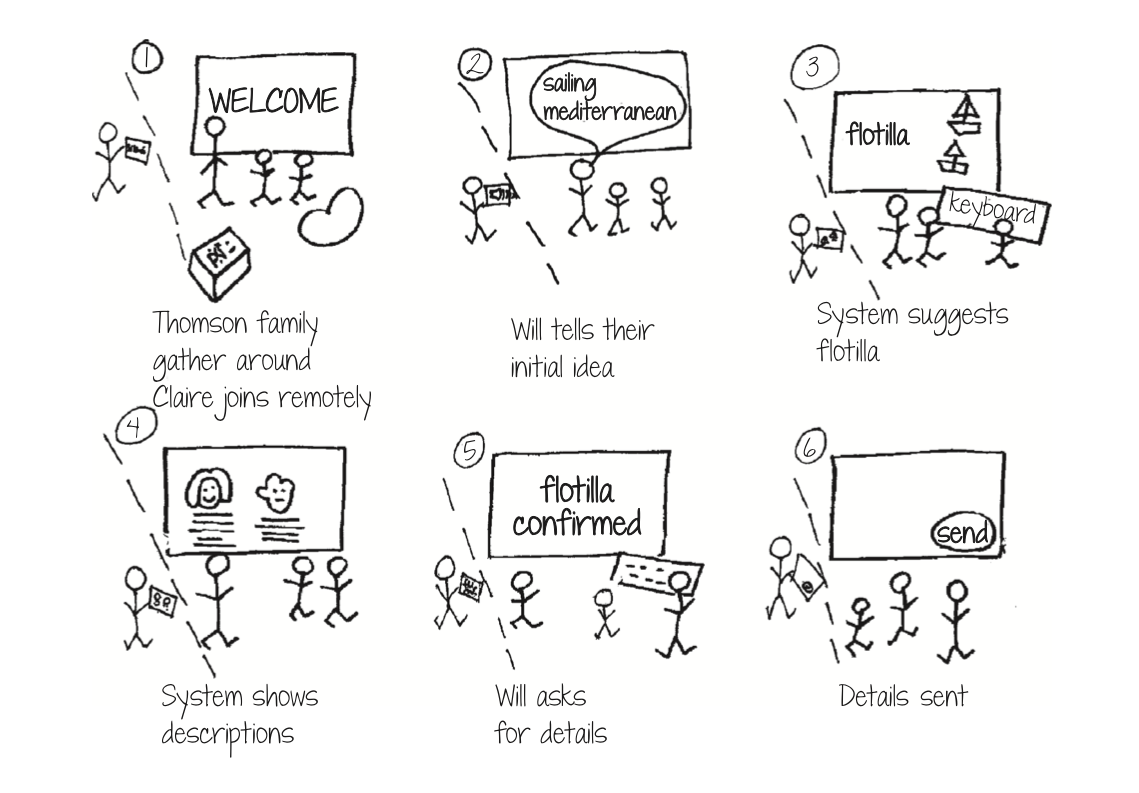 1
WELCOME
Thomson family
gather around
Claire joins remotely
2
sailing
mediterranean
Will tells their
initial idea
3
flotilla
keyboard
System suggests
flotilla
4
System shows
descriptions
5
flotilla
confirmed
Will asks
for details
6
send
Details sent